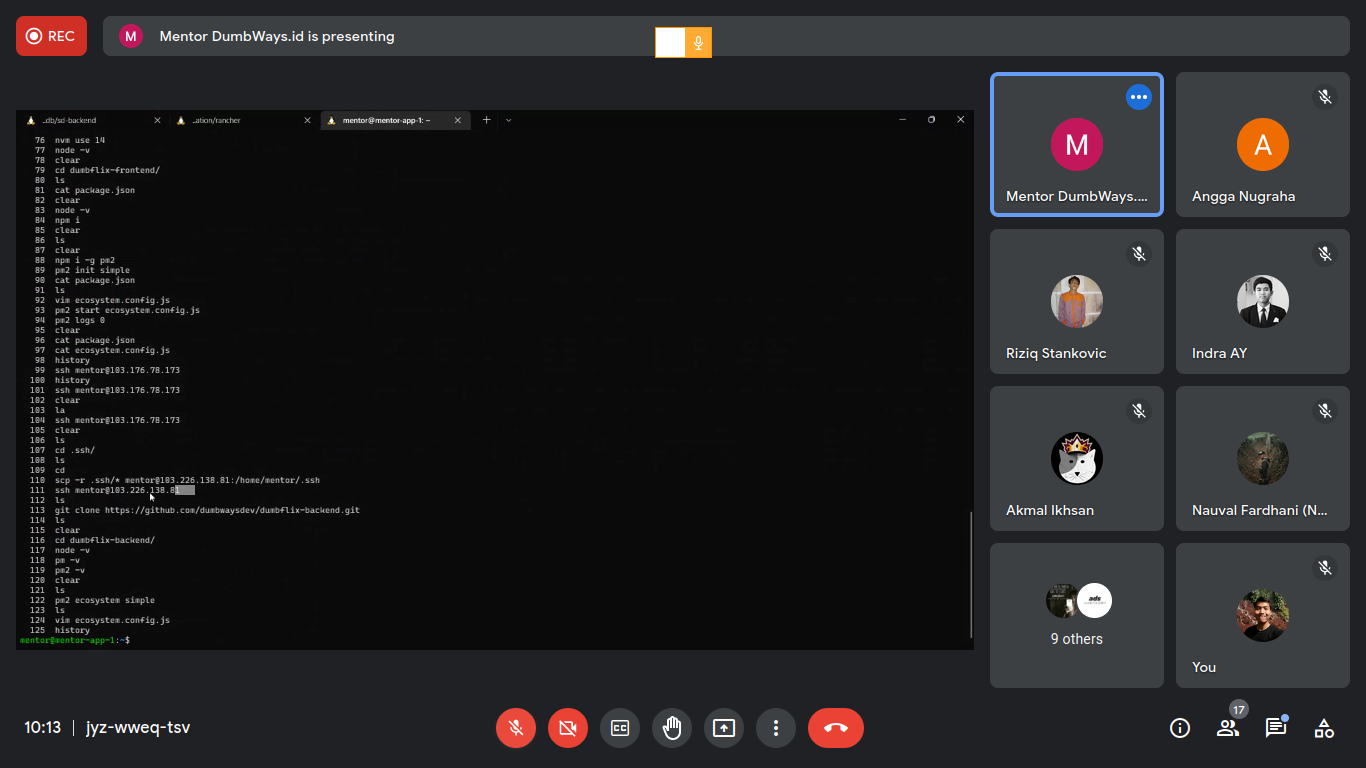 REC
M
Mentor DumbWays.id is presenting
..db/sd-backend
..ation/rancher
mentor@mentor-app-1: ~
76 nvm use 14
77 node -v
78 clear
79 cd dumbflix-frontend/
80 ls
81 cat package.json
82 clear
83 node -v
84 npm i
85 clear
86 ls
87 clear
88 npm i -g pm2
89 pm2 init simple
90 cat package.json
91 ls
92 vim ecosystem.config.js
93 pm2 start ecosystem.config.js
94 pm2 logs 0
95 clear
96 cat package.json
97 cat ecosystem.config.js
98 history
99 ssh mentor@103.176.78.173
100 history
101 ssh mentor@103.176.78.173
102 clear
103 la
104 ssh mentor@103.176.78.173
105 clear
106 ls
107 cd .ssh/
108 ls
109 cd
110 scp -r .ssh/* mentor@103.226.138.81:/home/mentor/.ssh
111 ssh mentor@103.226.138.81
112 ls
113 git clone https://github.com/dumbwaysdev/dumbflix-backend.git
114 ls
115 clear
116 cd dumbflix-backend/
117 node -v
118 pm -v
119 pm2 -v
120 clear
121 ls
122 pm2 ecosystem simple
123 ls
124 vim ecosystem.config.js
125 history
mentor@mentor-app-1:~$
M
Mentor DumbWays....
A
Angga Nugraha
Riziq Stankovic
Indra AY
Akmal Ikhsan
Nauval Fardhani (N...
ads
9 others
You
10:13 | jyz-wweq-tsv
17